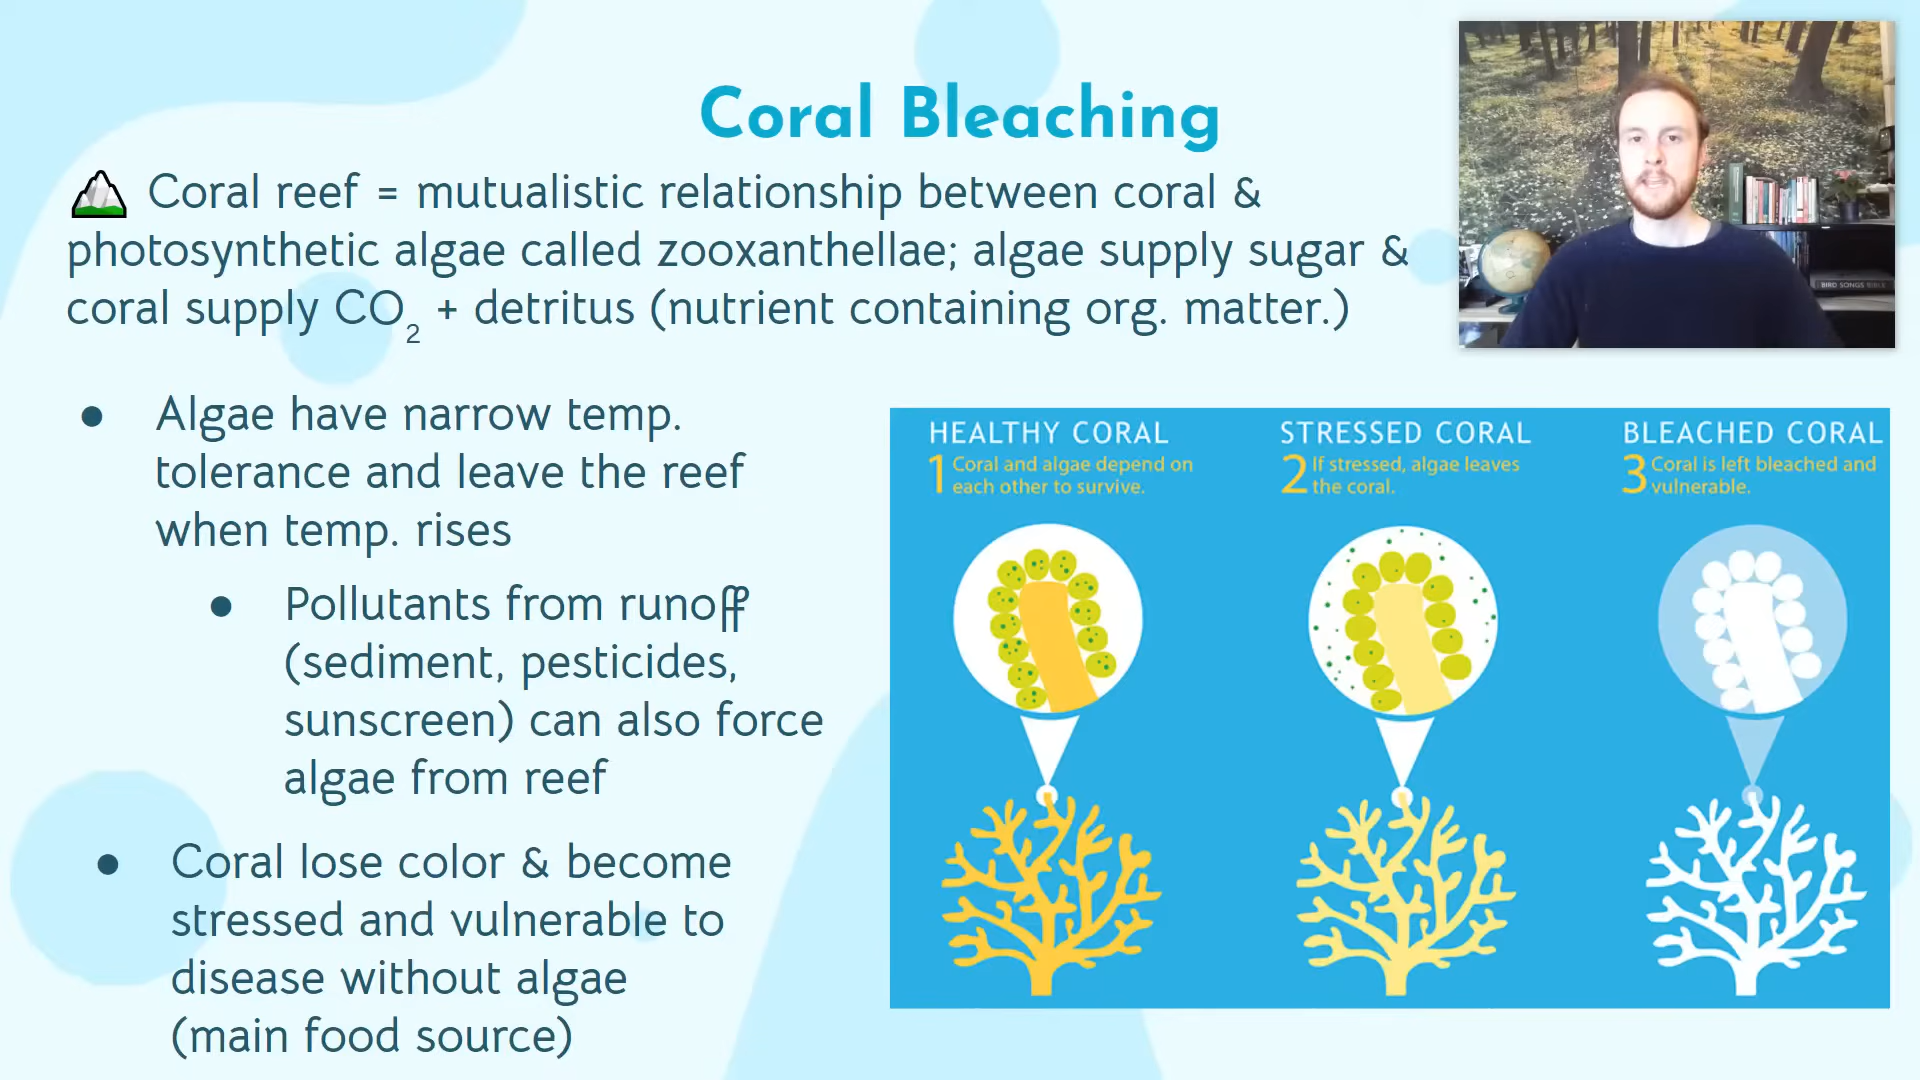 Coral Bleaching
Coral reef = mutualistic relationship between coral &
photosynthetic algae called zooxanthellae; algae supply sugar &
coral supply CO₂ + detritus (nutrient containing org. matter.)
● Algae have narrow temp.
tolerance and leave the reef
when temp. rises
● Pollutants from runoff
(sediment, pesticides,
sunscreen) can also force
algae from reef
● Coral lose color & become
stressed and vulnerable to
disease without algae
(main food source)
HEALTHY CORAL
1 Coral and algae depend on
each other to survive.
STRESSED CORAL
2 If stressed, algae leaves
the coral.
BLEACHED CORAL
3 Coral is left bleached and
vulnerable.
BIRD SONGS BIBLE